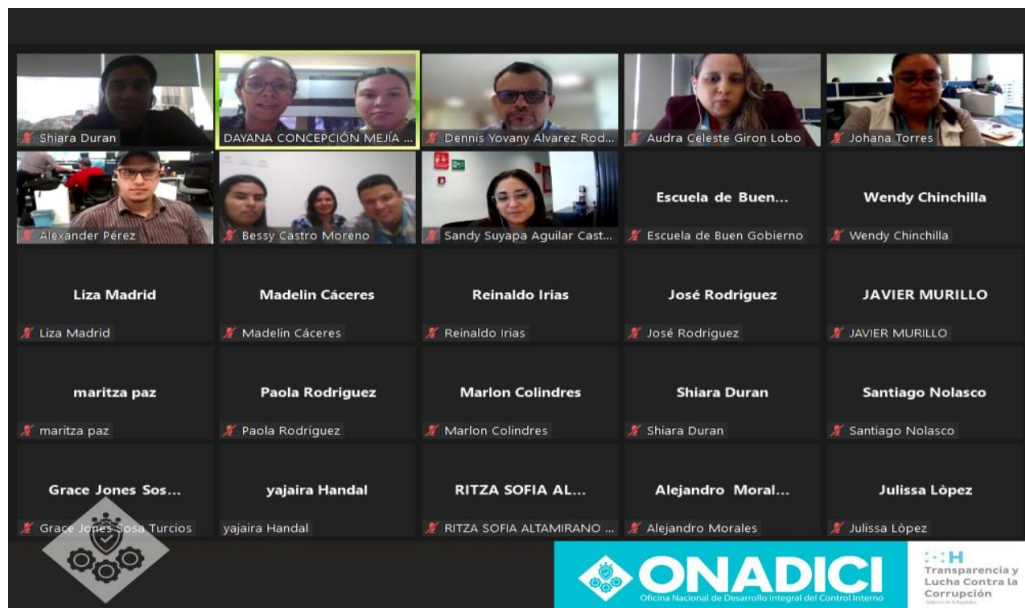 Shiara Duran
DAYANA CONCEPCIÓN MEJÍA ...
Dennis Yovany Alvarez Rod...
Audra Celeste Giron Lobo
Johana Torres
Alexander Pérez
Bessy Castro Moreno
Sandy Suyapa Aguilar Cast...
Escuela de Buen...
Escuela de Buen Gobierno
Wendy Chinchilla
Wendy Chinchilla
Liza Madrid
Liza Madrid
Madelin Cáceres
Madelin Cáceres
Reinaldo Irias
Reinaldo Irias
José Rodriguez
José Rodriguez
JAVIER MURILLO
JAVIER MURILLO
maritza paz
maritza paz
Paola Rodriguez
Paola Rodriguez
Marlon Colindres
Marlon Colindres
Shiara Duran
Shiara Duran
Santiago Nolasco
Santiago Nolasco
Grace Jones Sos...
Grace Jones Sosa Turcios
yajaira Handal
yajaira Handal
RITZA SOFIA AL...
RITZA SOFIA ALTAMIRANO ...
Alejandro Moral...
Alejandro Morales
Julissa Lòpez
Julissa Lòpez
ONADICI
Oficina Nacional de Desarrollo Integral del Control Interno
H
Transparencia y
Lucha Contra la
Corrupción